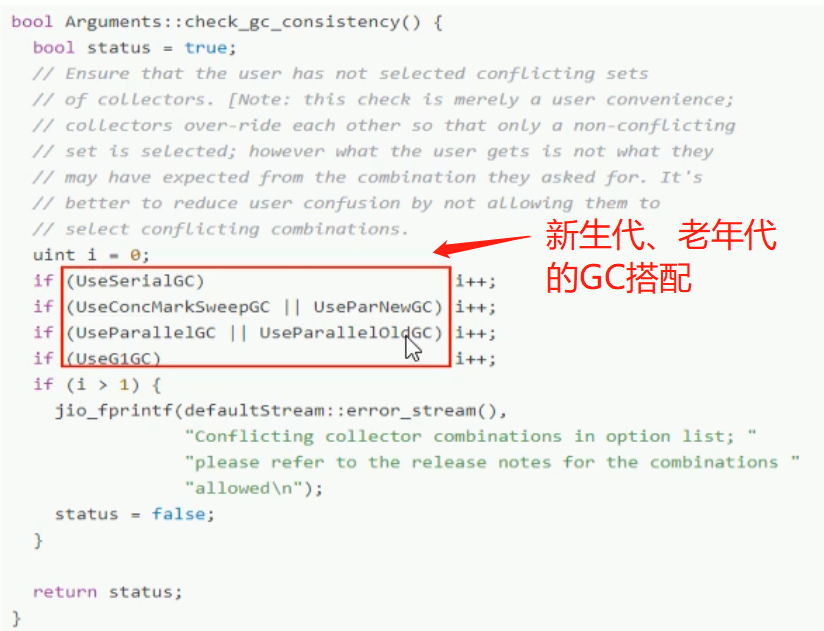 bool Arguments::check_gc_consistency() {
  bool status = true;
  // Ensure that the user has not selected conflicting sets
  // of collectors. [Note: this check is merely a user convenience;
  // collectors over-ride each other so that only a non-conflicting
  // set is selected; however what the user gets is not what they
  // may have expected from the combination they asked for. It's
  // better to reduce user confusion by not allowing them to
  // select conflicting combinations.
  uint i = 0;
新生代、老年代
的GC搭配
  if (UseSerialGC)                       i++;
  if (UseConcMarkSweepGC || UseParNewGC) i++;
  if (UseParallelGC || UseParallelOldGC) i++;
  if (UseG1GC)                           i++;
  if (i > 1) {
    jio_fprintf(defaultStream::error_stream(),
                "Conflicting collector combinations in option list; "
                "please refer to the release notes for the combinations "
                "allowed\n");
    status = false;
  }
  return status;
}